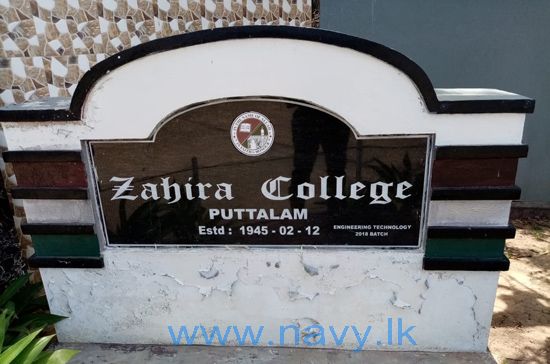 Zahira College
PUTTALAM
Estd : 1945 - 02 - 12
ENGINEERING TECHNOLOGY
2018 BATCH
www.navy.lk